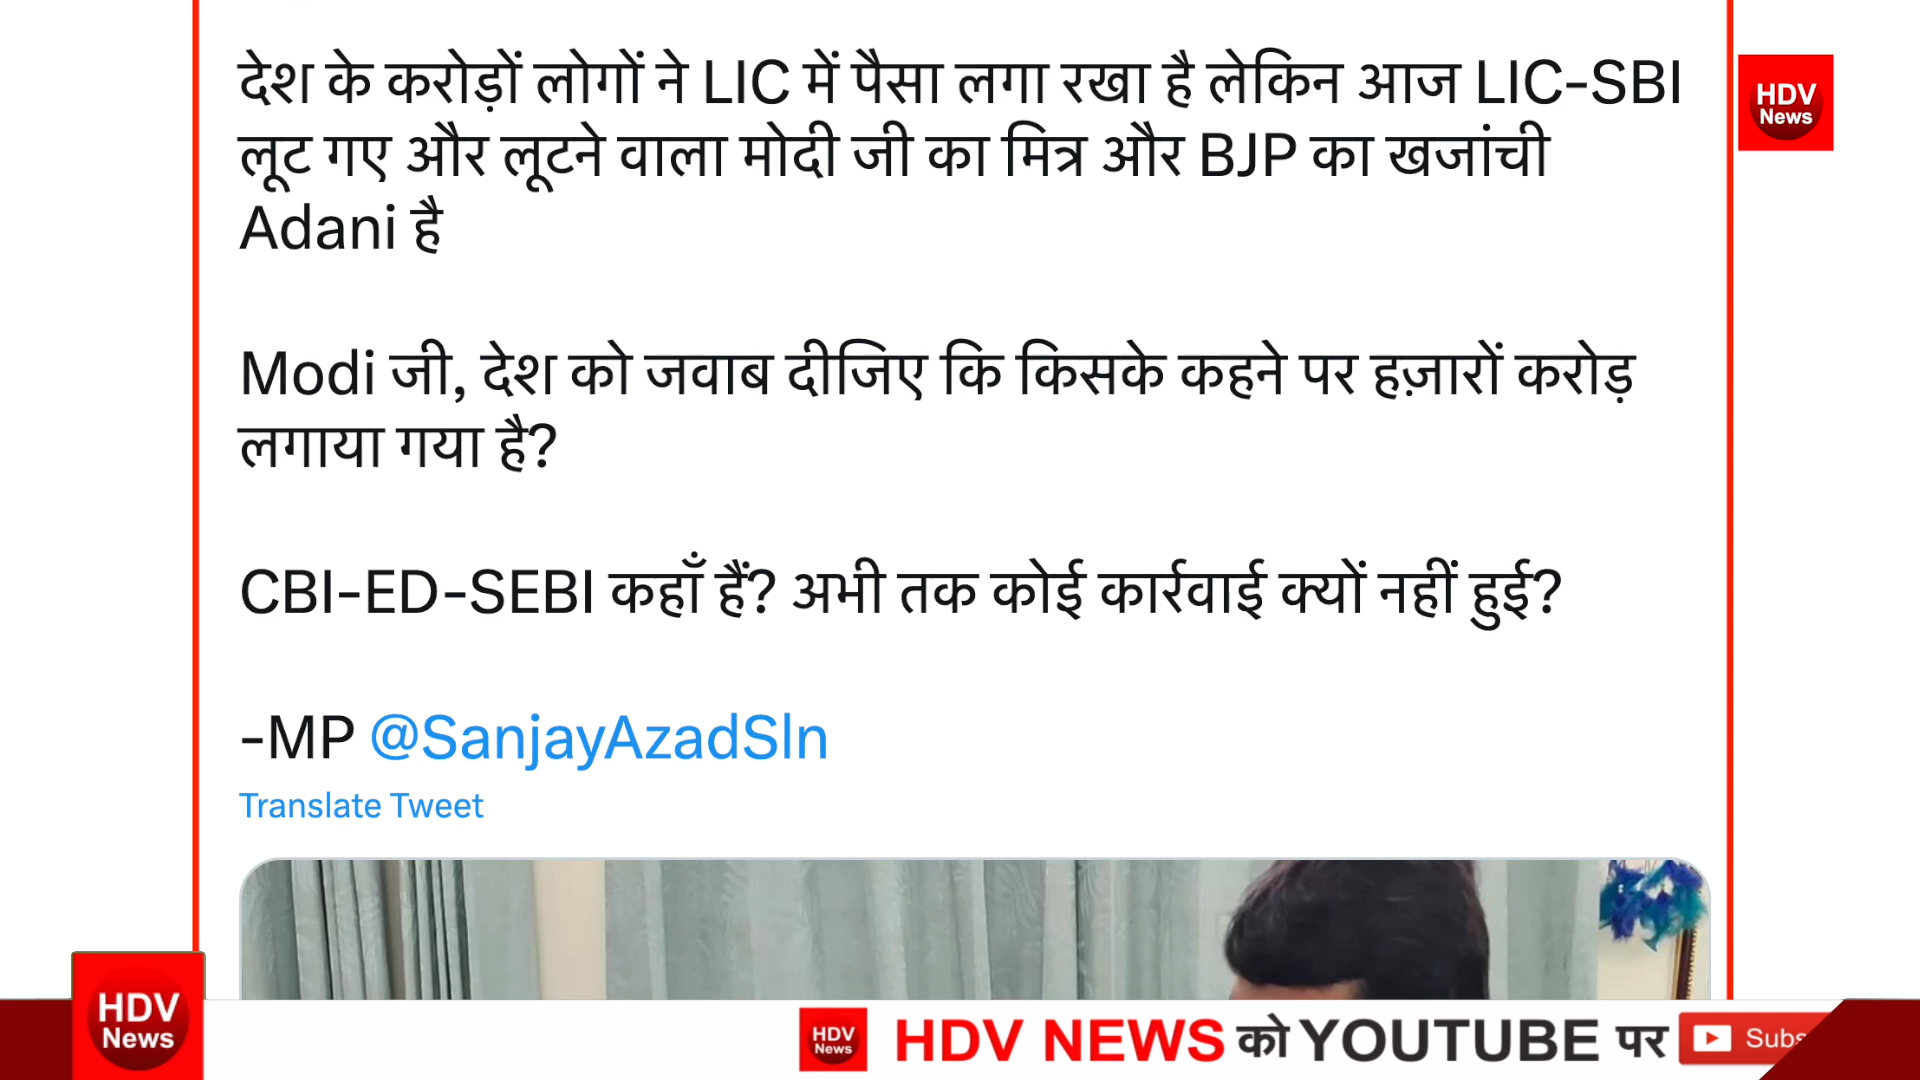 देश के करोड़ों लोगों ने LIC में पैसा लगा रखा है लेकिन आज LIC-SBI
लूट गए और लूटने वाला मोदी जी का मित्र और BJP का खजांची
Adani है
Modi जी, देश को जवाब दीजिए कि किसके कहने पर हज़ारों करोड़
लगाया गया है?
CBI-ED-SEBI कहाँ हैं? अभी तक कोई कार्रवाई क्यों नहीं हुई?
-MP @SanjayAzadSln
Translate Tweet
HDV
News
HDV
News
HDV
News
HDV NEWS को YOUTUBE पर
Subs